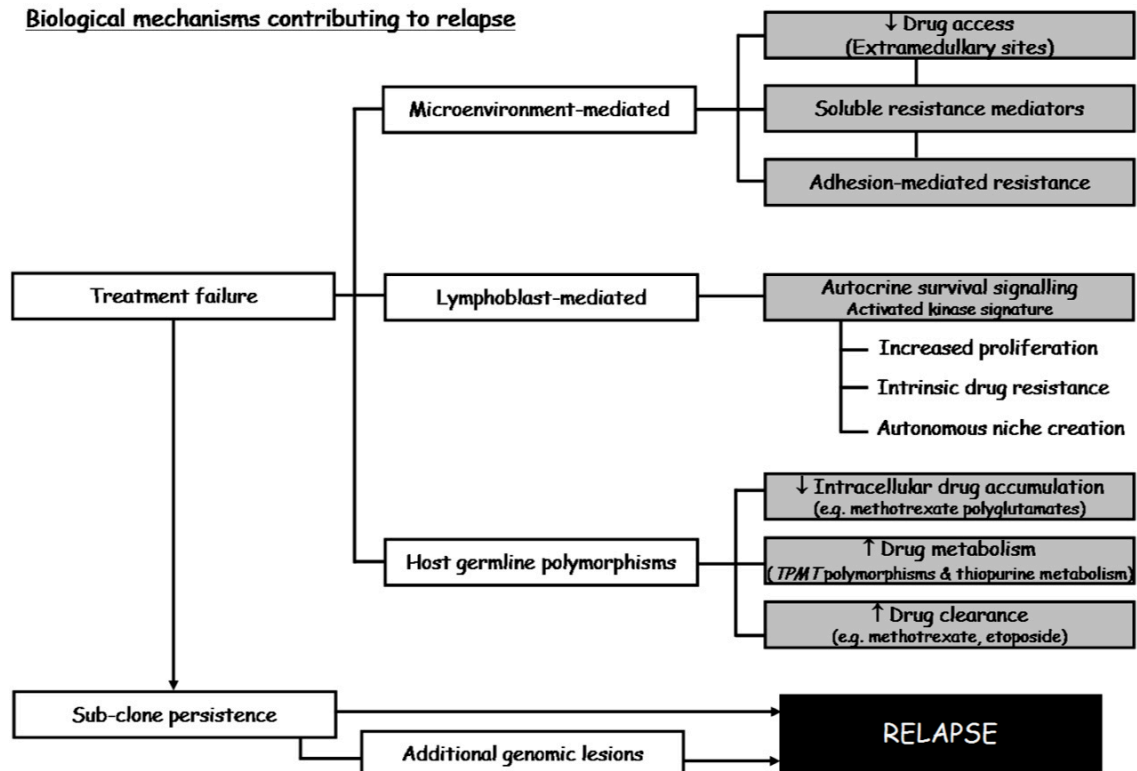 Biological mechanisms contributing to relapse
↓ Drug access
(Extramedullary sites)
Microenvironment-mediated
Soluble resistance mediators
Adhesion-mediated resistance
Treatment failure
Lymphoblast-mediated
Autocrine survival signalling
Activated kinase signature
Increased proliferation
Intrinsic drug resistance
Autonomous niche creation
Host germline polymorphisms
↓ Intracellular drug accumulation
(e.g. methotrexate polyglutamates)
↑ Drug metabolism
(TPMT polymorphisms & thiopurine metabolism)
↑ Drug clearance
(e.g. methotrexate, etoposide)
Sub-clone persistence
Additional genomic lesions
RELAPSE